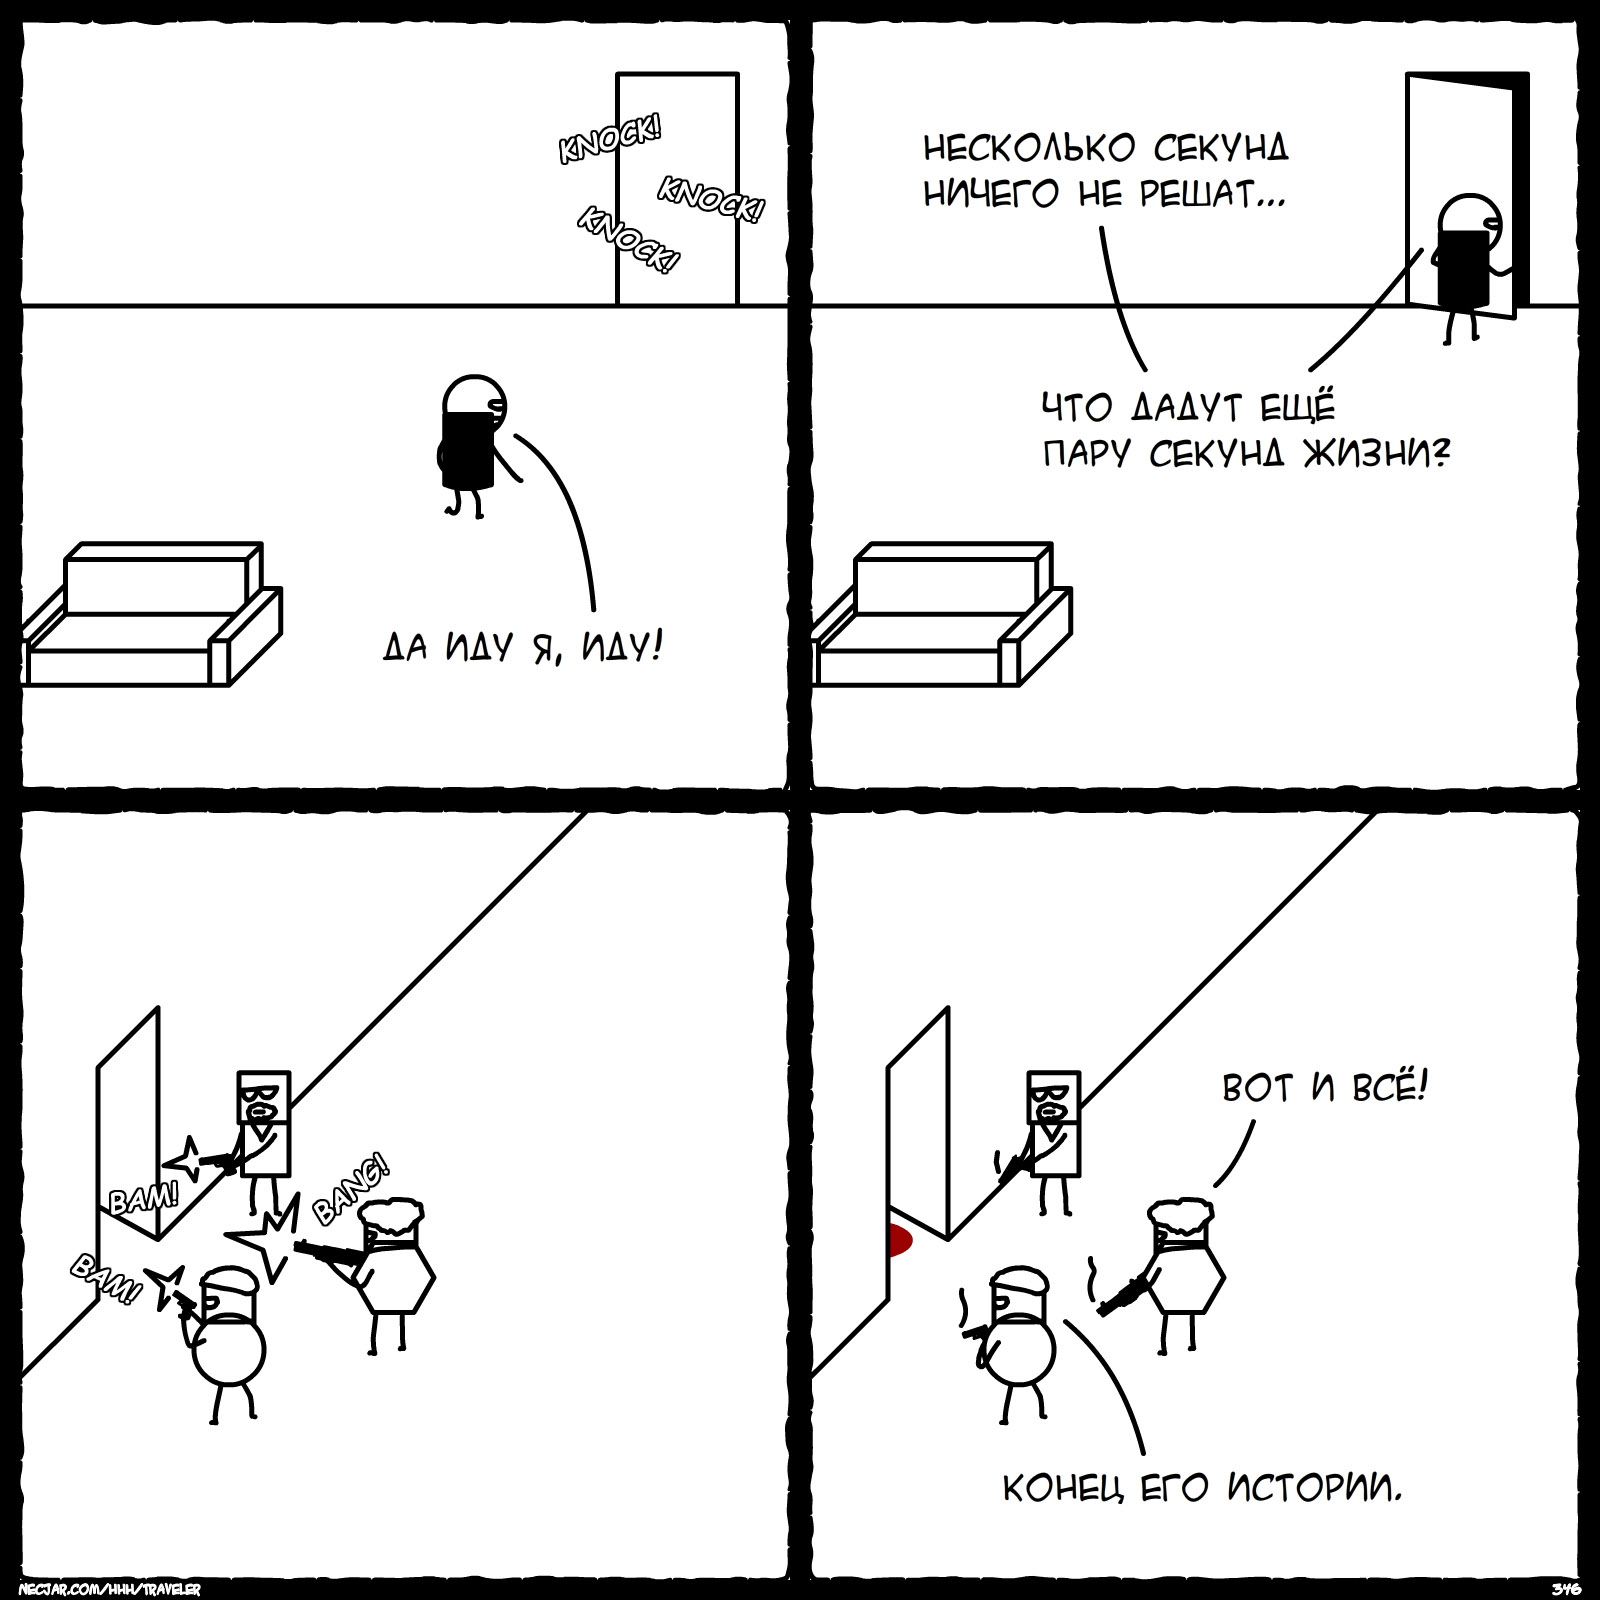 KNOCK!
KNOCK!
KNOCK!
ДА ИДУ Я, ИДУ!
НЕСКОЛЬКО СЕКУНД
НИЧЕГО НЕ РЕШАТ...
ЧТО ДАДУТ ЕЩЁ
ПАРУ СЕКУНД ЖИЗНИ?
BAM!
BANG!
BAM!
ВОТ И ВСЁ!
КОНЕЦ ЕГО ИСТОРИИ.
NECJAR.COM/HHH/TRAVELER
346